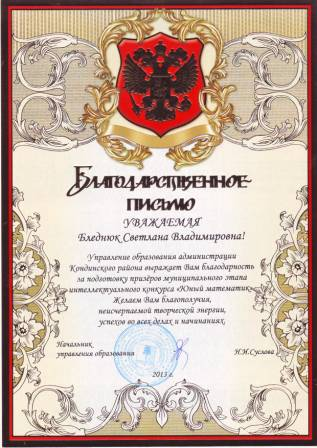 Благодарственное
письмо
УВАЖАЕМАЯ
Бледнюк Светлана Владимировна!
Управление образования администрации
Кондинского района выражает Вам благодарность
за подготовку призёров муниципального этапа
интеллектуального конкурса «Юный математик»
Желаем Вам благополучия,
неисчерпаемой творческой энергии,
успехов во всех делах и начинаниях.
Начальник
управления образования
Н.И.Суслова
2013 г.